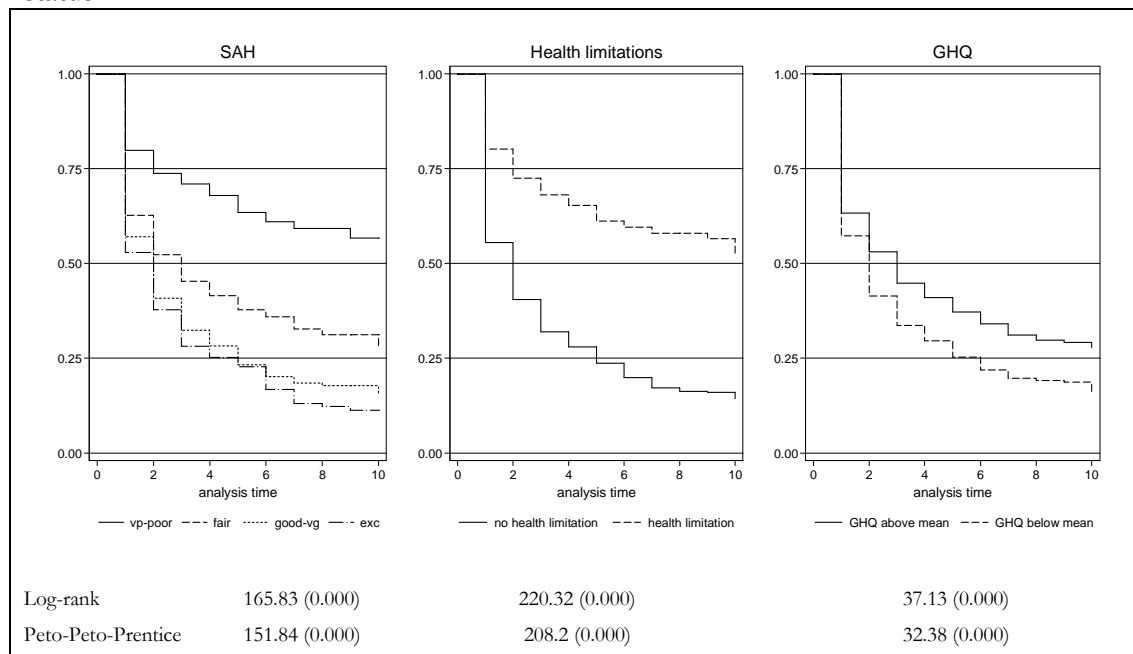 SAH Health limitations GHQ
1.00 1.00 1.00
0.75 0.75 0.75
0.50 0.50 0.50
0.25 0.25 0.25
0.00 0.00 0.00
0 2 4 6 8 10 0 2 4 6 8 10 0 2 4 6 8 10
analysis time analysis time analysis time
vp-poor fair good-vg exc no health limitation health limitation GHQ above mean GHQ below mean
Log-rank 165.83 (0.000) 220.32 (0.000) 37.13 (0.000)
Peto-Peto-Prentice 151.84 (0.000) 208.2 (0.000) 32.38 (0.000)